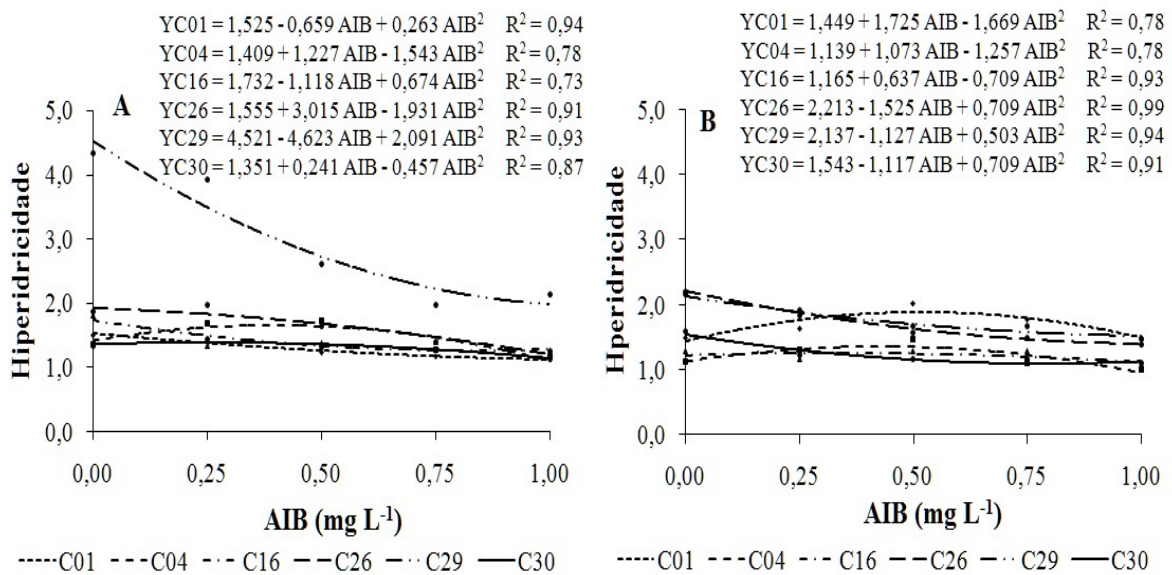 YC01 = 1,525 - 0,659 AIB + 0,263 AIB² R² = 0,94
YC04 = 1,409 + 1,227 AIB - 1,543 AIB² R² = 0,78
YC16 = 1,732 - 1,118 AIB + 0,674 AIB² R² = 0,73
YC26 = 1,555 + 3,015 AIB - 1,931 AIB² R² = 0,91
YC29 = 4,521 - 4,623 AIB + 2,091 AIB² R² = 0,93
YC30 = 1,351 + 0,241 AIB - 0,457 AIB² R² = 0,87
A
Hiperidricidade
5,0
4,0
3,0
2,0
1,0
0,0
0,00 0,25 0,50 0,75 1,00
AIB (mg L⁻¹)
C01 C04 C16 C26 C29 C30
YC01 = 1,449 + 1,725 AIB - 1,669 AIB² R² = 0,78
YC04 = 1,139 + 1,073 AIB - 1,257 AIB² R² = 0,78
YC16 = 1,165 + 0,637 AIB - 0,709 AIB² R² = 0,93
YC26 = 2,213 - 1,525 AIB + 0,709 AIB² R² = 0,99
YC29 = 2,137 - 1,127 AIB + 0,503 AIB² R² = 0,94
YC30 = 1,543 - 1,117 AIB + 0,709 AIB² R² = 0,91
B
Hperidricidade
5,0
4,0
3,0
2,0
1,0
0,0
0,00 0,25 0,50 0,75 1,00
AIB (mg L⁻¹)
C01 C04 C16 C26 C29 C30